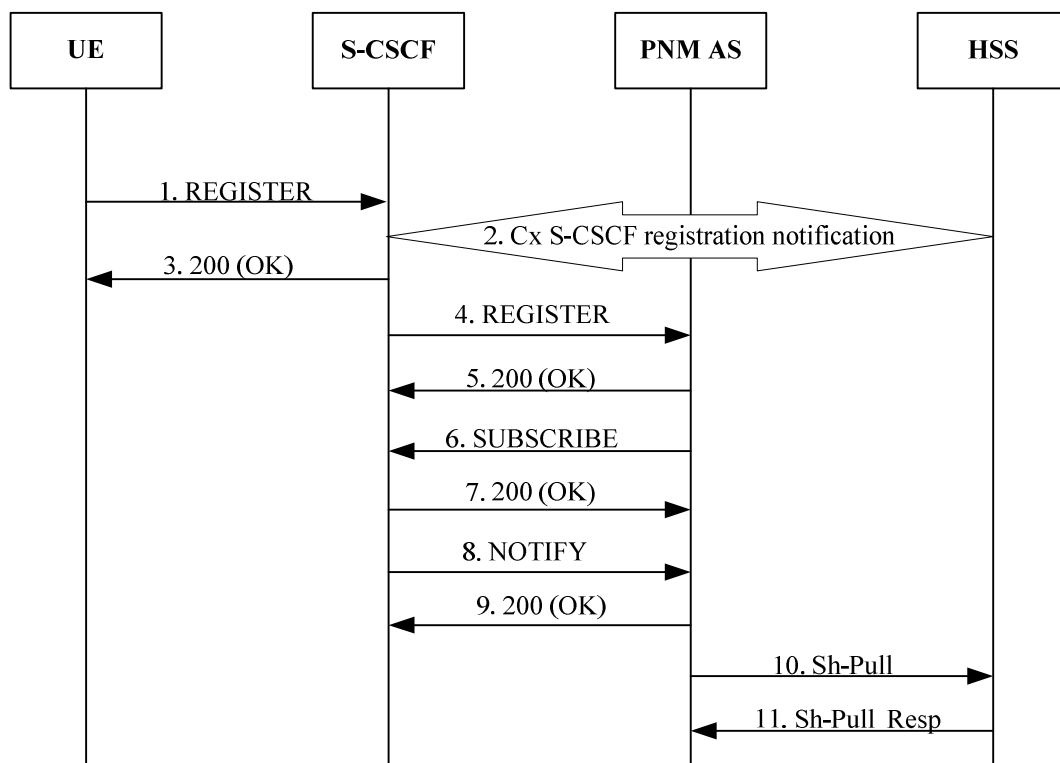 UE
S-CSCF
PNM AS
HSS
1. REGISTER
2. Cx S-CSCF registration notification
3. 200 (OK)
4. REGISTER
5. 200 (OK)
6. SUBSCRIBE
7. 200 (OK)
8. NOTIFY
9. 200 (OK)
10. Sh-Pull
11. Sh-Pull Resp